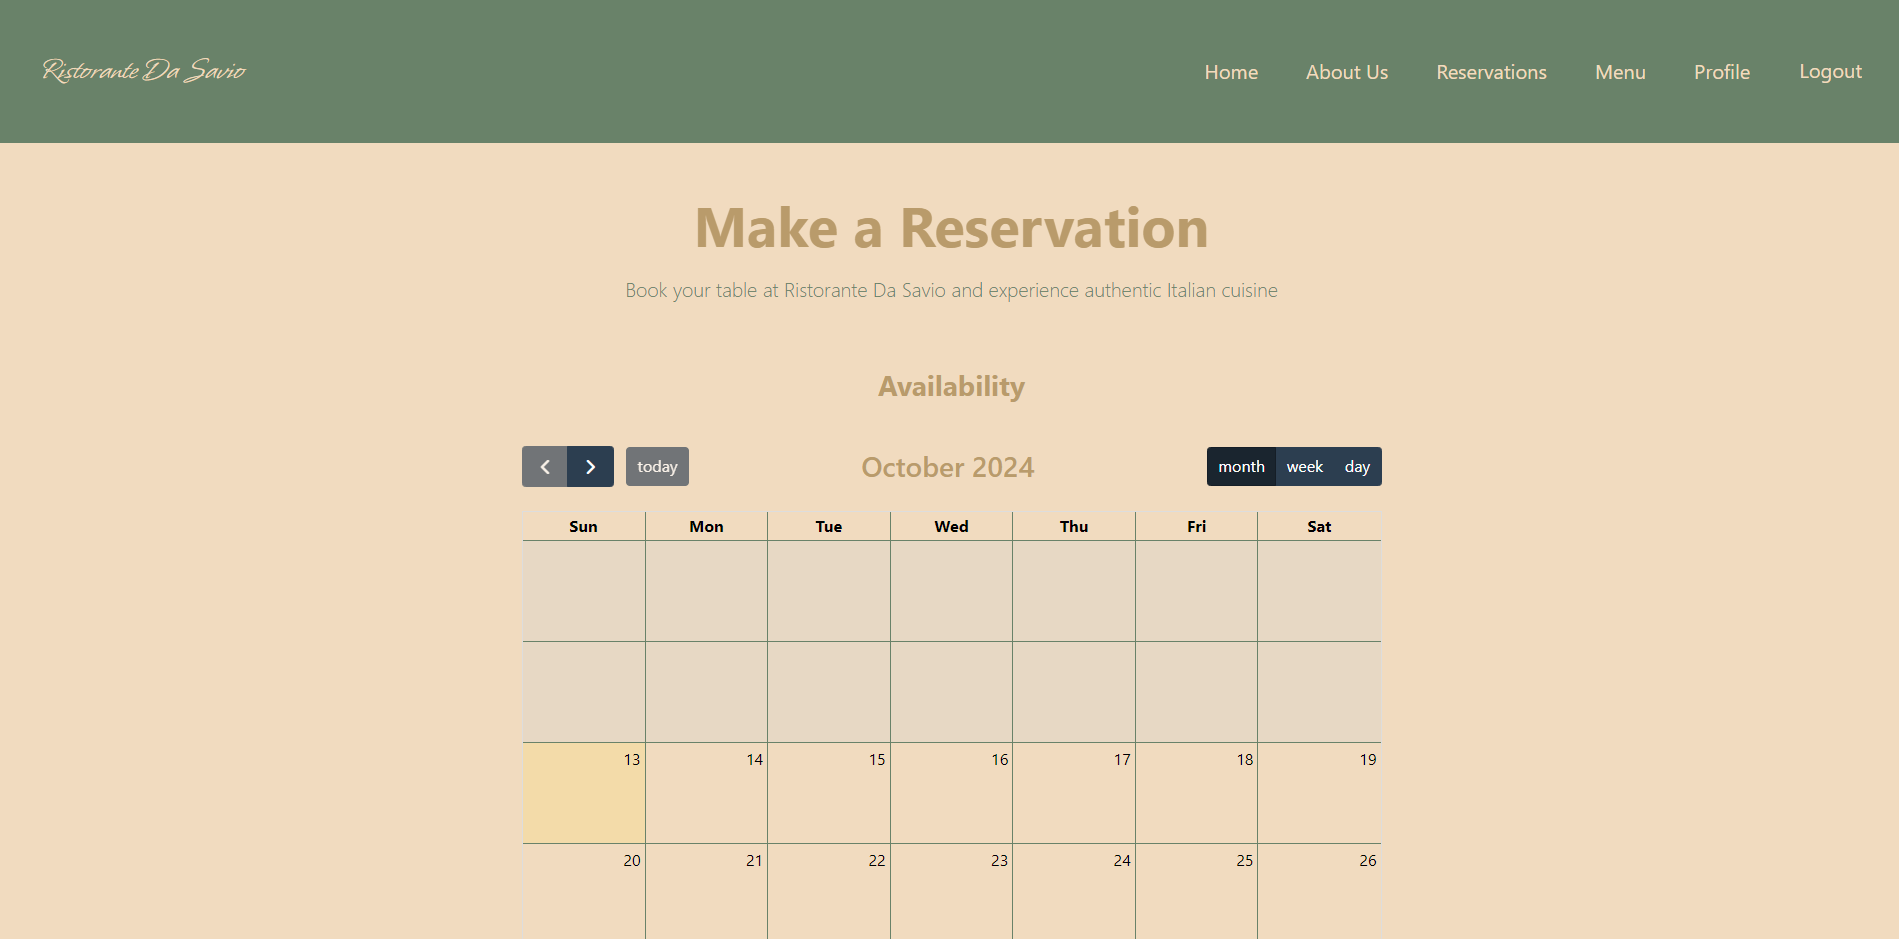 Ristorante Da Savio
Home About Us Reservations Menu Profile Logout
Make a Reservation
Book your table at Ristorante Da Savio and experience authentic Italian cuisine
Availability
today October 2024 month week day
Sun Mon Tue Wed Thu Fri Sat
13 14 15 16 17 18 19
20 21 22 23 24 25 26